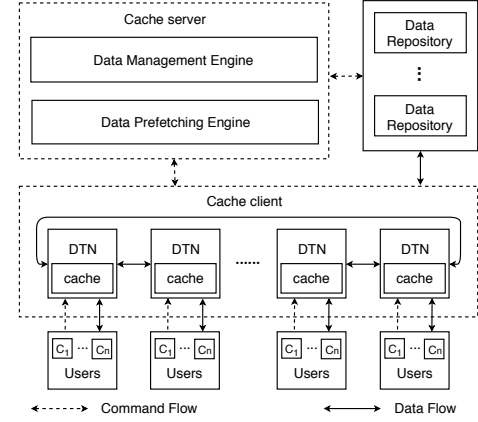 Cache server
Data Management Engine
Data Prefetching Engine
Data
Repository
⋮
Data
Repository
Cache client
DTN
cache
DTN
cache
......
DTN
cache
DTN
cache
C1 ... Cn
Users
C1 ... Cn
Users
C1 ... Cn
Users
C1 ... Cn
Users
Command Flow
Data Flow